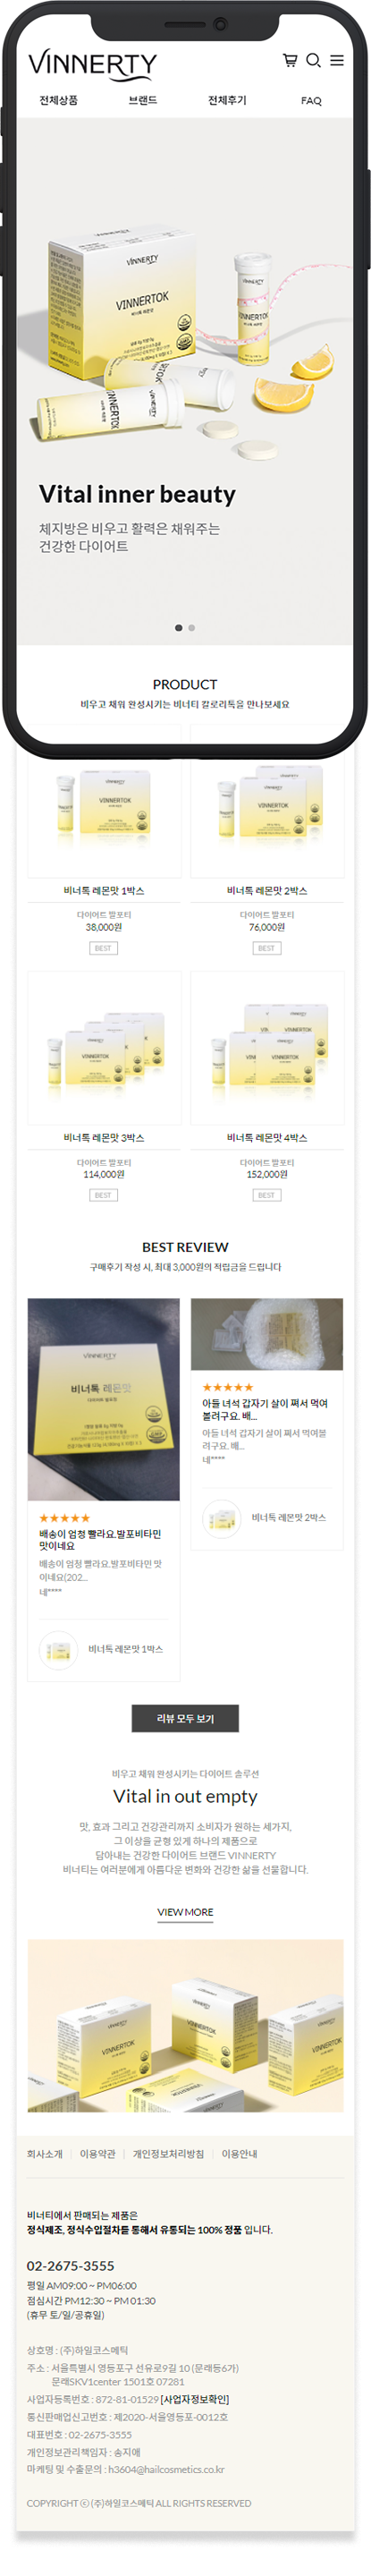 VINNERTY
전체상품 브랜드 전체후기 FAQ
VINNERTY
VINNERTOK
VINNERTY
VINNERTOK
VINNERTOK
VINNERTOK
Vital inner beauty
체지방은 비우고 활력은 채워주는
건강한 다이어트
PRODUCT
비우고 채워 완성시키는 비너티 칼로리톡을 만나보세요
VINNERTOK
VINNERTOK
비너톡 레몬맛 1박스
비너톡 레몬맛 2박스
다이어트 발포티
다이어트 발포티
38,000원
76,000원
BEST
BEST
VINNERTOK
VINNERTOK
비너톡 레몬맛 3박스
비너톡 레몬맛 4박스
다이어트 발포티
다이어트 발포티
114,000원
152,000원
BEST
BEST
BEST REVIEW
구매후기 작성 시, 최대 3,000원의 적립금을 드립니다
VINNERTY
비너톡 레몬맛
★★★★★
배송이 엄청 빨라요.발포비타민
맛이네요
배송이 엄청 빨라요.발포비타민 맛
이네요(202...
네****
비너톡 레몬맛 1박스
★★★★★
아들 녀석 갑자기 살이 쪄서 먹여
볼려구요. 배...
아들 녀석 갑자기 살이 쪄서 먹여볼
려구요. 배...
네****
비너톡 레몬맛 2박스
리뷰 모두 보기
비우고 채워 완성시키는 다이어트 솔루션
Vital in out empty
맛, 효과 그리고 건강관리까지 소비자가 원하는 세가지,
그 이상을 균형 있게 하나의 제품으로
담아내는 건강한 다이어트 브랜드 VINNERTY
비너티는 여러분에게 아름다운 변화와 건강한 삶을 선물합니다.
VIEW MORE
VINNERTY
VINNERTOK
VINNERTY
VINNERTOK
VINNERTOK
회사소개 이용약관 개인정보처리방침 이용안내
비너티에서 판매되는 제품은
정식제조, 정식수입절차를 통해서 유통되는 100% 정품 입니다.
02-2675-3555
평일 AM09:00 ~ PM06:00
점심시간 PM12:30 ~ PM 01:30
(휴무 토/일/공휴일)
상호명 : (주)하일코스메틱
주소 : 서울특별시 영등포구 선유로9길 10 (문래동6가)
문래SKV1center 1501호 07281
사업자등록번호 : 872-81-01529 [사업자정보확인]
통신판매업신고번호 : 제2020-서울영등포-0012호
대표번호 : 02-2675-3555
개인정보관리책임자 : 송지애
마케팅 및 수출문의 : h3604@hailcosmetics.co.kr
COPYRIGHT ⓒ (주)하일코스메틱 ALL RIGHTS RESERVED